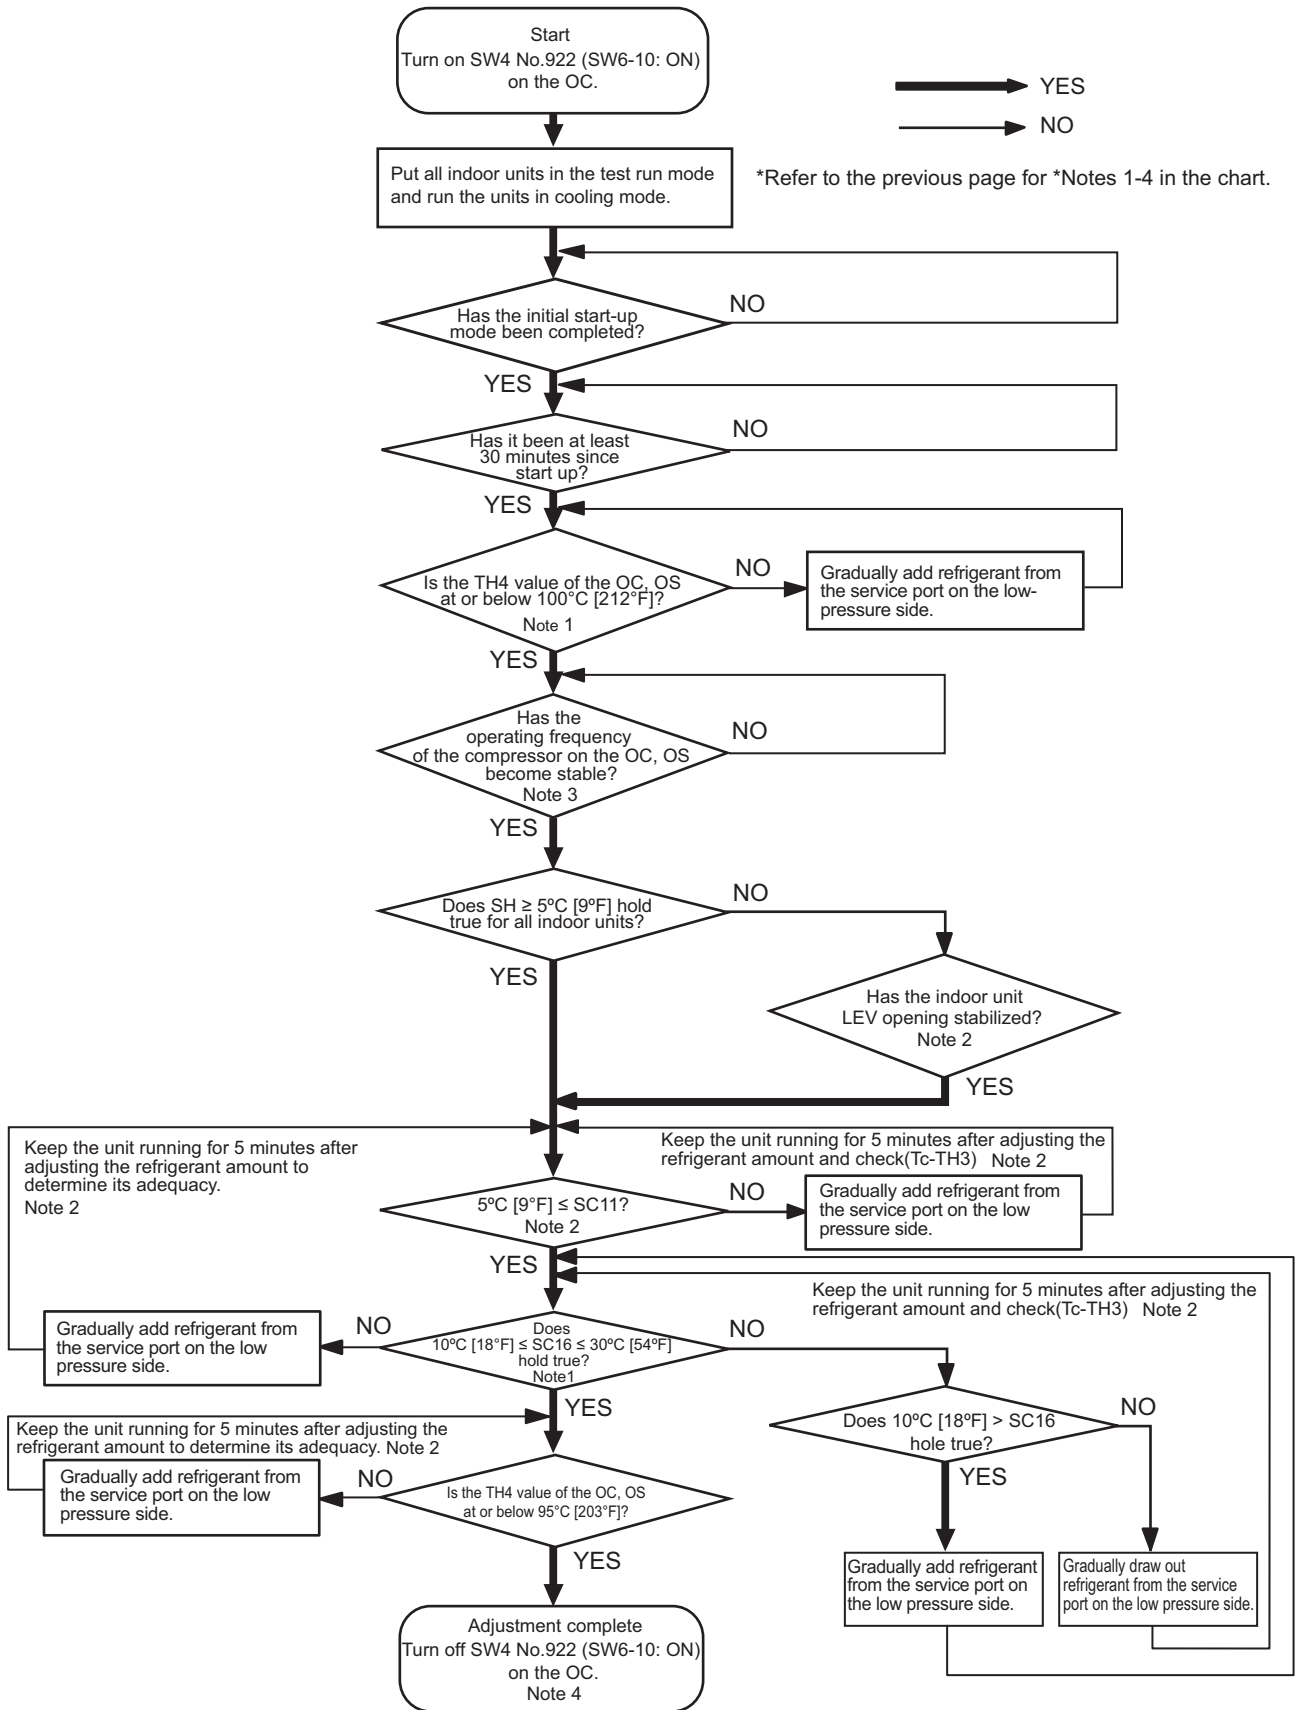 Start
Turn on SW4 No.922 (SW6-10: ON)
on the OC.
YES
NO
Put all indoor units in the test run mode
and run the units in cooling mode.
*Refer to the previous page for *Notes 1-4 in the chart.
Has the initial start-up
mode been completed?
NO
YES
Has it been at least
30 minutes since
start up?
NO
YES
Is the TH4 value of the OC, OS
at or below 100°C [212°F]?
Note 1
NO
Gradually add refrigerant from
the service port on the low-
pressure side.
YES
Has the
operating frequency
of the compressor on the OC, OS
become stable?
Note 3
NO
YES
Does SH ≥ 5ºC [9ºF] hold
true for all indoor units?
NO
YES
Has the indoor unit
LEV opening stabilized?
Note 2
YES
Keep the unit running for 5 minutes after
adjusting the refrigerant amount to
determine its adequacy.
Note 2
Keep the unit running for 5 minutes after adjusting the
refrigerant amount and check(Tc-TH3) Note 2
5ºC [9°F] ≤ SC11?
Note 2
NO
Gradually add refrigerant from
the service port on the low
pressure side.
YES
Keep the unit running for 5 minutes after adjusting the
refrigerant amount and check(Tc-TH3) Note 2
Gradually add refrigerant from
the service port on the low
pressure side.
NO
Does
10ºC [18°F] ≤ SC16 ≤ 30ºC [54ºF]
hold true?
Note1
NO
YES
Does 10ºC [18ºF] > SC16
hole true?
NO
YES
Keep the unit running for 5 minutes after adjusting the
refrigerant amount to determine its adequacy. Note 2
Gradually add refrigerant from
the service port on the low
pressure side.
NO
Is the TH4 value of the OC, OS
at or below 95°C [203°F]?
YES
Gradually add refrigerant
from the service port on
the low pressure side.
Gradually draw out
refrigerant from the service
port on the low pressure side.
Adjustment complete
Turn off SW4 No.922 (SW6-10: ON)
on the OC.
Note 4